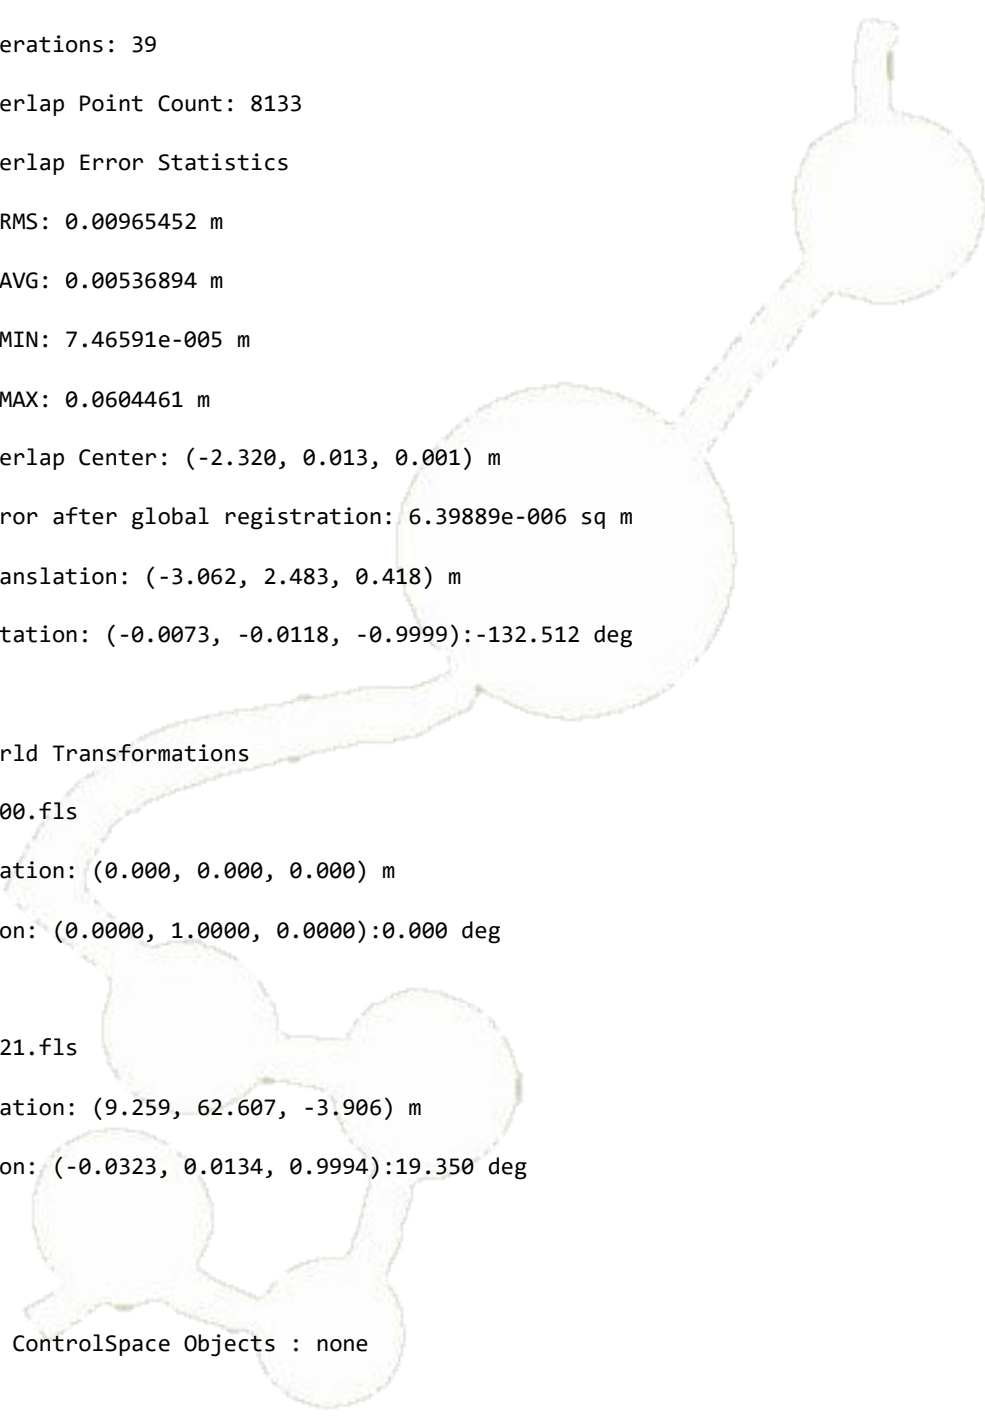 erations: 39
erlap Point Count: 8133
erlap Error Statistics
RMS: 0.00965452 m
AVG: 0.00536894 m
MIN: 7.46591e-005 m
MAX: 0.0604461 m
erlap Center: (-2.320, 0.013, 0.001) m
ror after global registration: 6.39889e-006 sq m
anslation: (-3.062, 2.483, 0.418) m
tation: (-0.0073, -0.0118, -0.9999):-132.512 deg
rld Transformations
00.fls
ation: (0.000, 0.000, 0.000) m
on: (0.0000, 1.0000, 0.0000):0.000 deg
21.fls
ation: (9.259, 62.607, -3.906) m
on: (-0.0323, 0.0134, 0.9994):19.350 deg
ControlSpace Objects : none